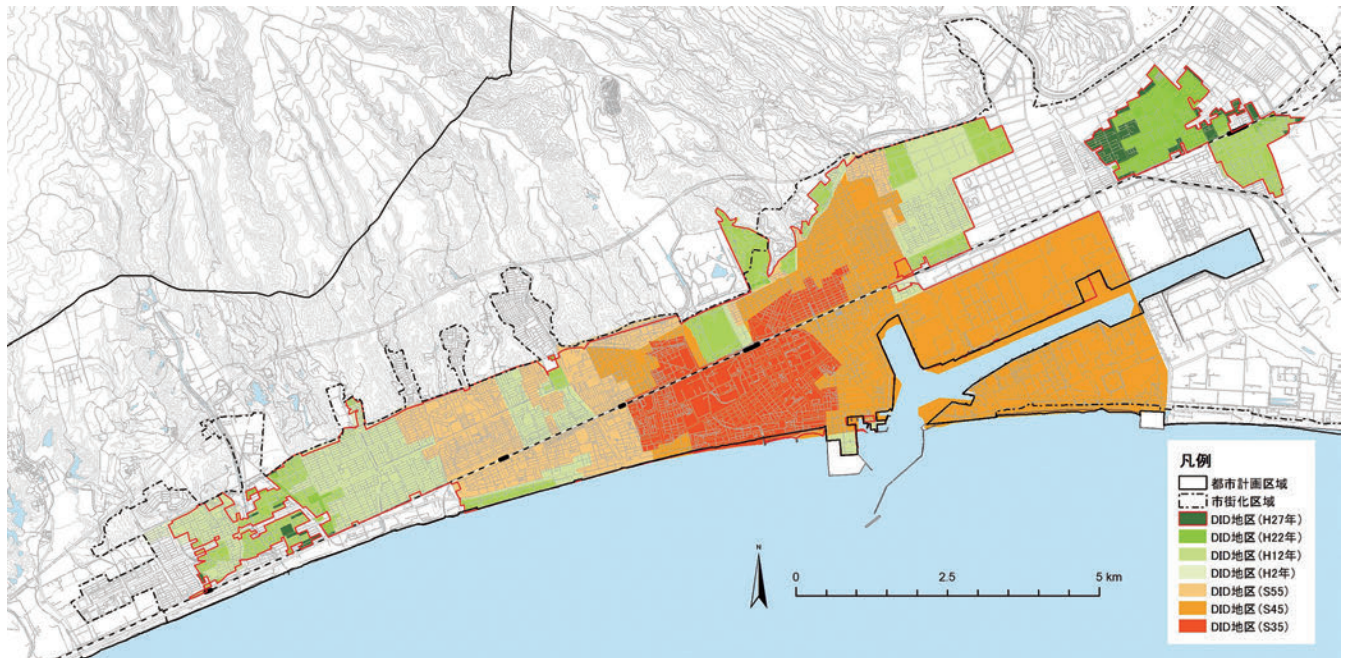 N
0
2.5
5 km
凡例
都市計画区域
市街化区域
DID地区(H27年)
DID地区(H22年)
DID地区(H12年)
DID地区(H2年)
DID地区(S55)
DID地区(S45)
DID地区(S35)